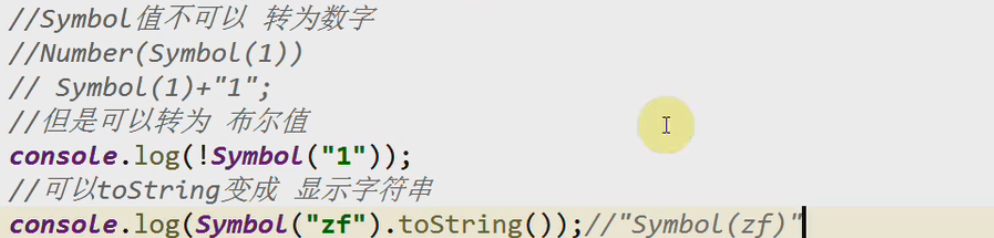 //Symbol值不可以 转为数字
//Number(Symbol(1))
// Symbol(1)+"1";
//但是可以转为 布尔值
console.log(!Symbol("1"));
//可以toString变成 显示字符串
console.log(Symbol("zf").toString());//"Symbol(zf)"